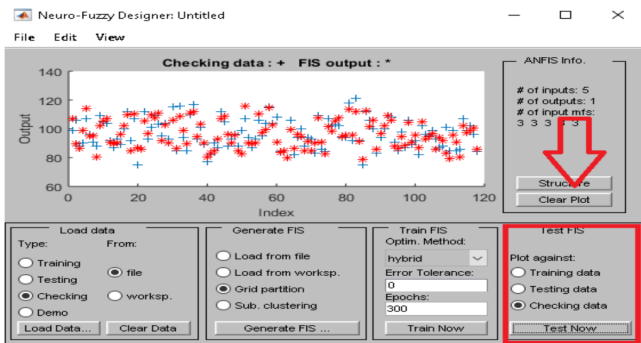 Neuro-Fuzzy Designer: Untitled
File Edit View
Checking data : + FIS output : *
140
120
100
80
60
Output
0 20 40 60 80 100 120
Index
ANFIS Info.
# of inputs: 5
# of outputs: 1
# of input mfs:
3 3 3 3
Structure
Clear Plot
Load data
Type: From:
Training
Testing
Checking
Demo
file
worksp.
Load Data... Clear Data
Generate FIS
Load from file
Load from worksp.
Grid partition
Sub. clustering
Generate FIS ...
Train FIS
Optim. Method:
hybrid
Error Tolerance:
0
Epochs:
300
Train Now
Test FIS
Plot against:
Training data
Testing data
Checking data
Test Now